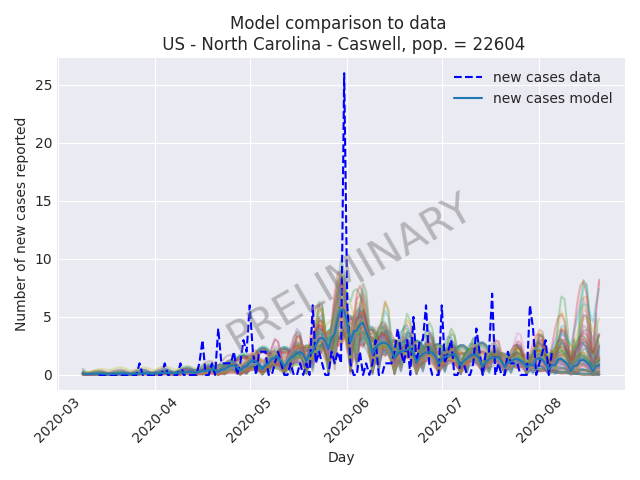 Model comparison to data
US - North Carolina - Caswell, pop. = 22604
new cases data
new cases model
Number of new cases reported
25
20
15
10
5
0
PRELIMINARY
2020-03
2020-04
2020-05
2020-06
2020-07
2020-08
Day